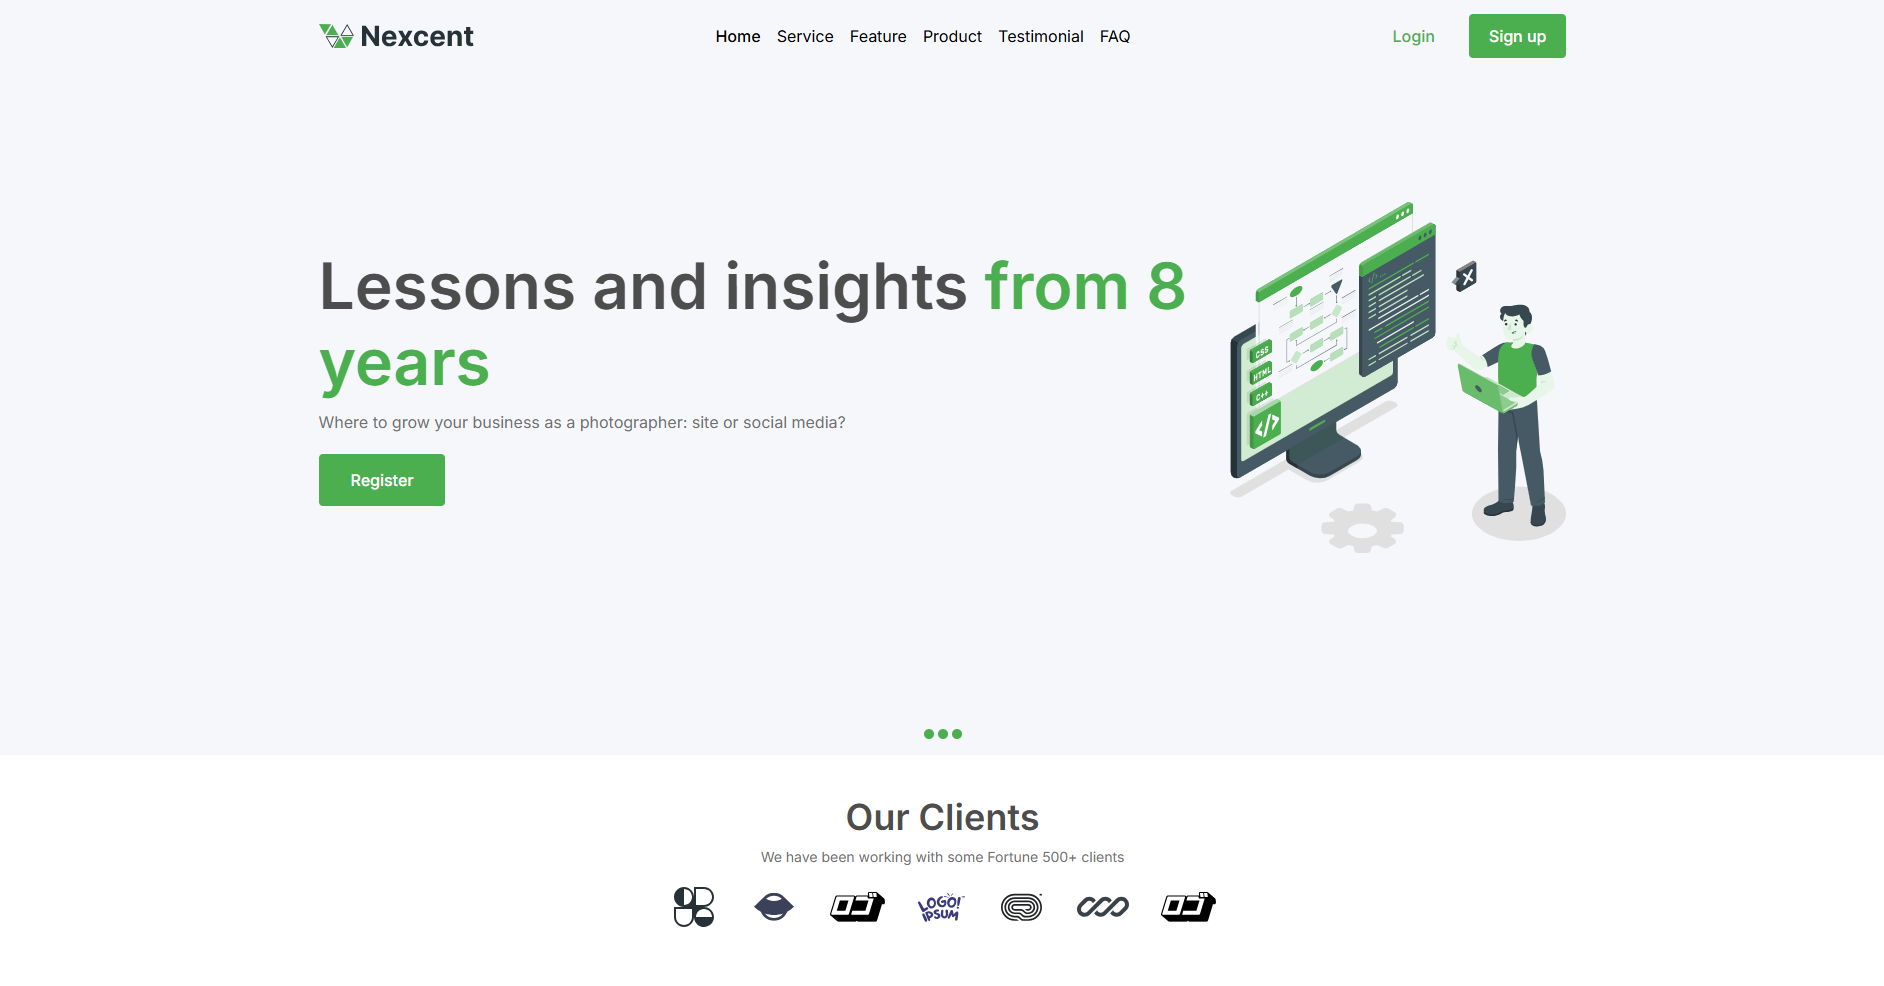 Nexcent
Home Service Feature Product Testimonial FAQ
Login
Sign up
Lessons and insights from 8
years
Where to grow your business as a photographer: site or social media?
Register
CSS
HTML
C++
</>
Our Clients
We have been working with some Fortune 500+ clients
LOGO!
IPSUM